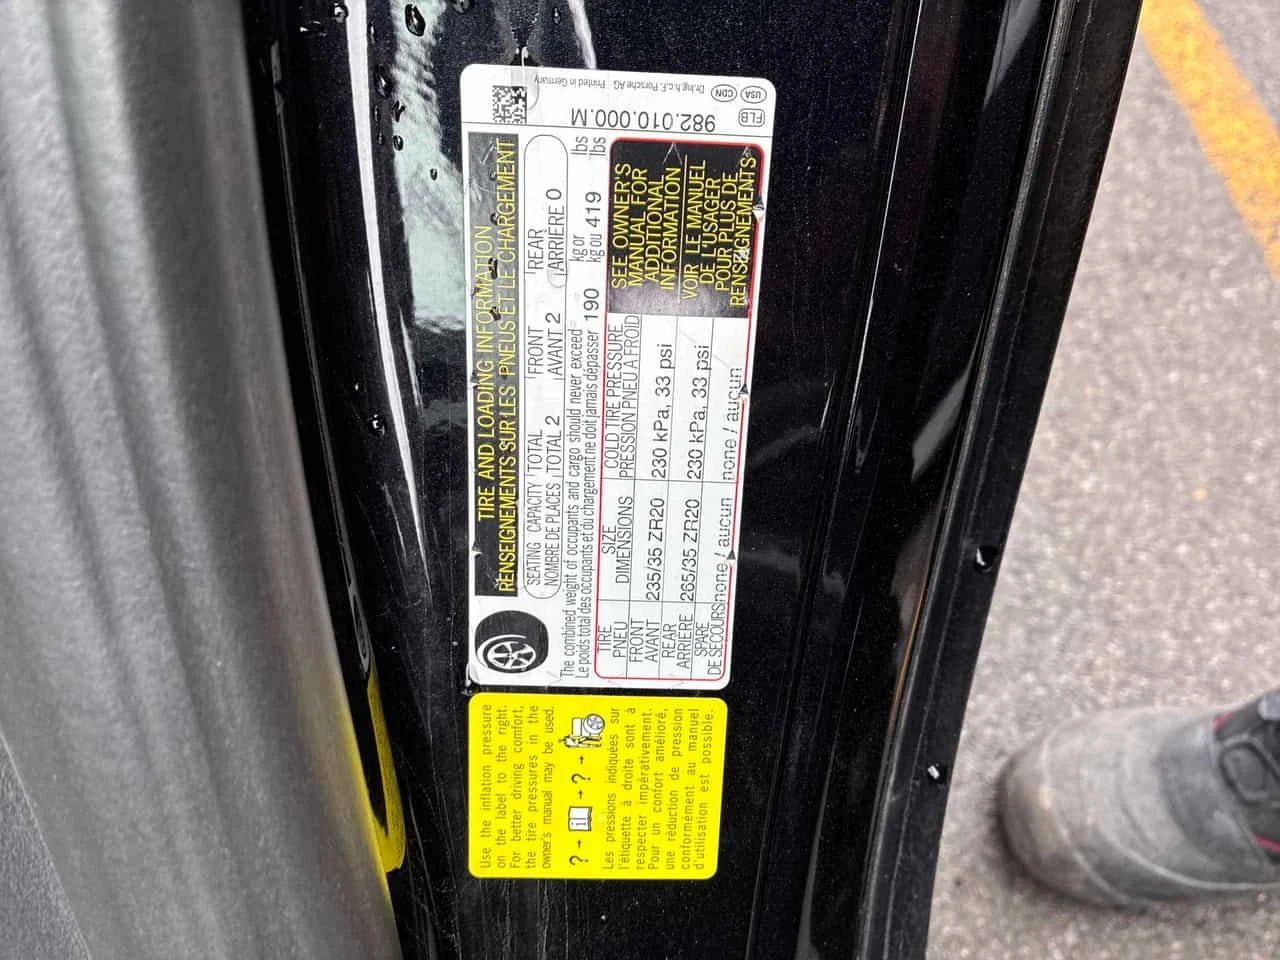 TIRE AND LOADING INFORMATION
RENSEIGNEMENTS SUR LES PNEUS ET LE CHARGEMENT
SEATING CAPACITY TOTAL FRONT REAR
NOMBRE DE PLACES TOTAL 2 AVANT 2 ARRIERE 0
The combined weight of occupants and cargo should never exceed kg or lbs
Le poids total des occupants et du chargement ne doit jamais dépasser 190 kg ou 419 lbs
TIRE SIZE COLD TIRE PRESSURE
PNEU DIMENSIONS PRESSION PNEU A FROID
FRONT
AVANT 235/35 ZR20 230 kPa, 33 psi
REAR
ARRIERE 265/35 ZR20 230 kPa, 33 psi
SPARE
DE SECOURS none / aucun none / aucun
SEE OWNER'S
MANUAL FOR
ADDITIONAL
INFORMATION
VOIR LE MANUEL
DE L'USAGER
POUR PLUS DE
RENSEIGNEMENTS
982.010.000.M FLB
Dr.Ing.h.c.F. Porsche AG Printed in Germany
USA CDN
Use the inflation pressure
on the label to the right.
For better driving comfort,
the tire pressures in the
owner's manual may be used.
? → i → ? →
Les pressions indiquées sur
l'étiquette à droite sont à
respecter impérativement.
Pour un confort amélioré,
une réduction de pression
conformément au manuel
d'utilisation est possible.